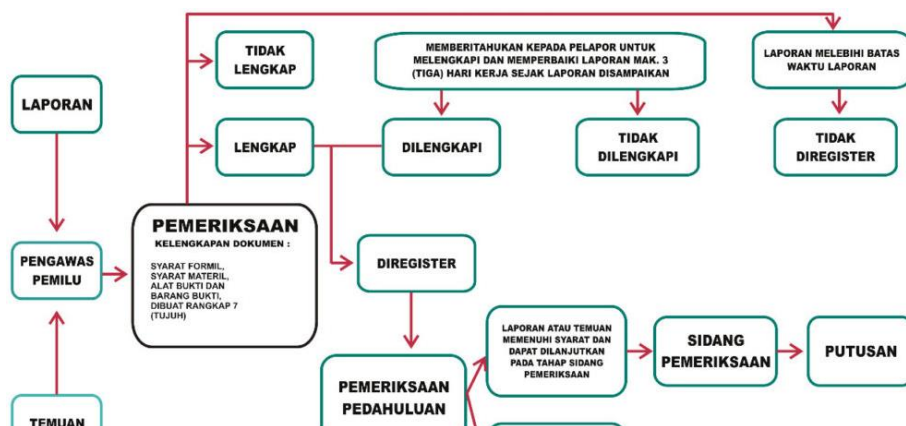 TIDAK
LENGKAP
MEMBERITAHUKAN KEPADA PELAPOR UNTUK
MELENGKAPI DAN MEMPERBAIKI LAPORAN MAK. 3
(TIGA) HARI KERJA SEJAK LAPORAN DISAMPAIKAN
LAPORAN MELEBIHI BATAS
WAKTU LAPORAN
LAPORAN
LENGKAP
DILENGKAPI
TIDAK
DILENGKAPI
TIDAK
DIREGISTER
PENGAWAS
PEMILU
PEMERIKSAAN
KELENGKAPAN DOKUMEN :
SYARAT FORMIL,
SYARAT MATERIL,
ALAT BUKTI DAN
BARANG BUKTI,
DIBUAT RANGKAP 7
(TUJUH)
DIREGISTER
LAPORAN ATAU TEMUAN
MEMENUHI SYARAT DAN
DAPAT DILANJUTKAN
PADA TAHAP SIDANG
PEMERIKSAAN
SIDANG
PEMERIKSAAN
PUTUSAN
PEMERIKSAAN
PEDAHULUAN
TEMUAN